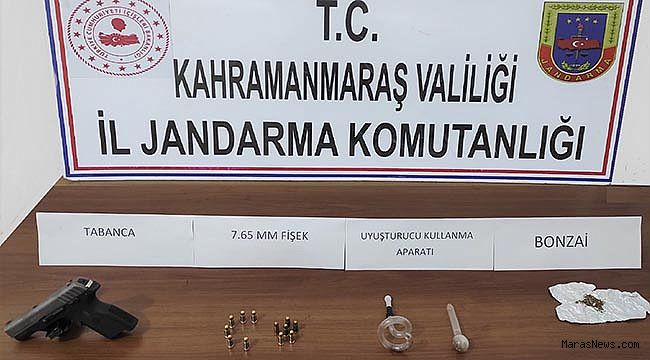 T.C.
KAHRAMANMARAŞ VALİLİĞİ
İL JANDARMA KOMUTANLIĞI
JANDARMA
TABANCA
7.65 MM FİŞEK
UYUŞTURUCU KULLANMA
APARATI
BONZAİ
MarasNews.com